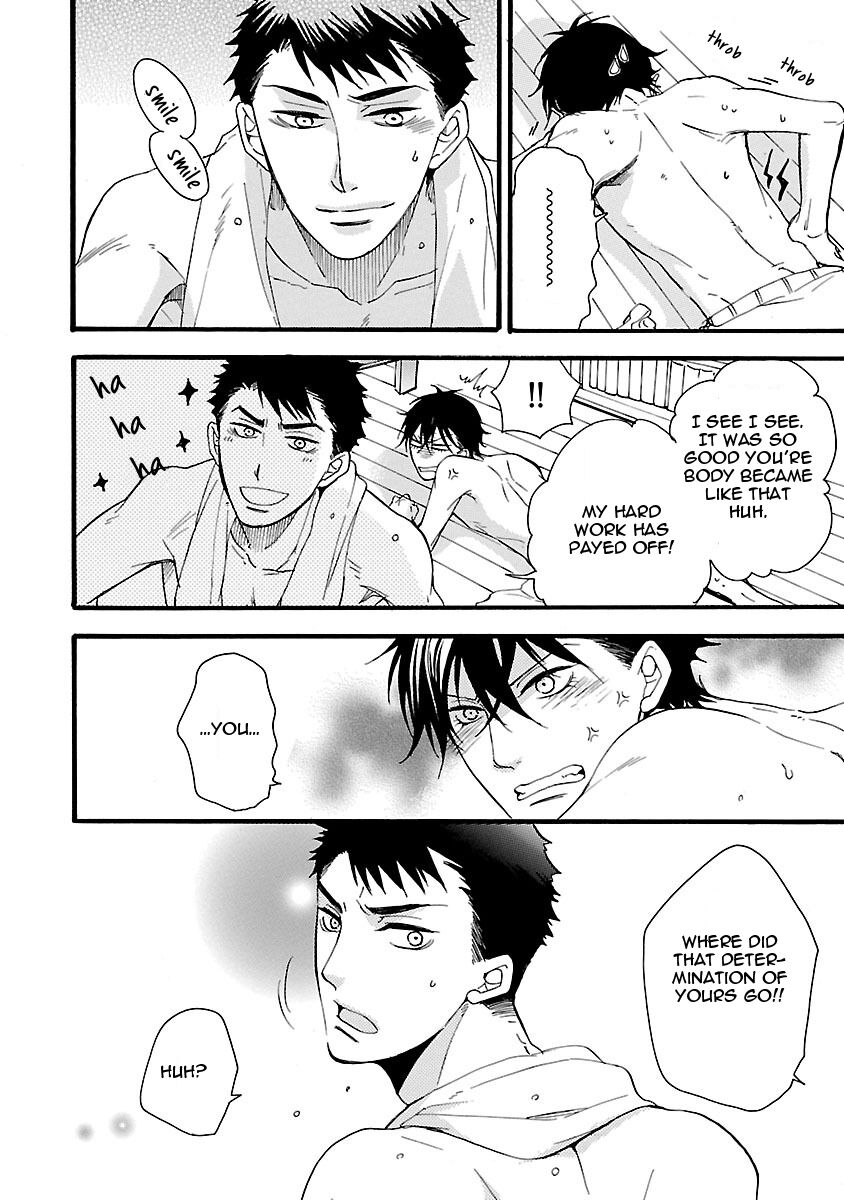 throb
throb
smile
smile
I SEE I SEE.
IT WAS SO
GOOD YOU'RE
BODY BECAME
LIKE THAT
HUH.
!!
MY HARD
WORK HAS
PAYED OFF!
ha
ha
ha
...YOU...
WHERE DID
THAT DETER-
MINATION OF
YOURS GO!!
HUH?